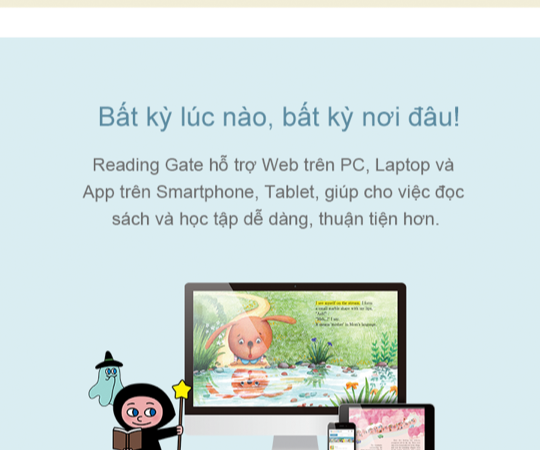 Bất kỳ lúc nào, bất kỳ nơi đâu!
Reading Gate hỗ trợ Web trên PC, Laptop và
App trên Smartphone, Tablet, giúp cho việc đọc
sách và học tập dễ dàng, thuận tiện hơn.